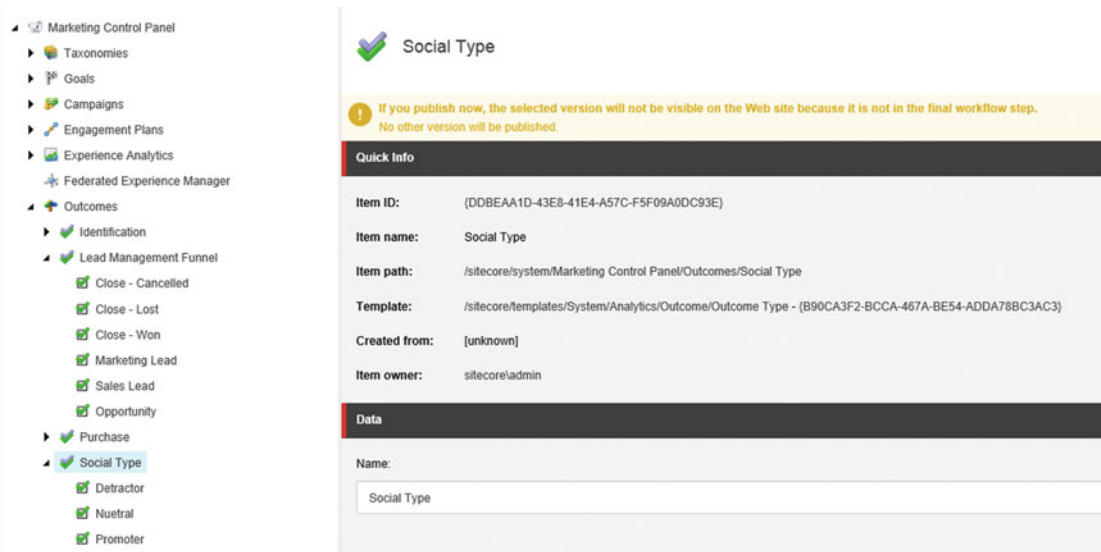 Marketing Control Panel
Taxonomies
Goals
Campaigns
Engagement Plans
Experience Analytics
Federated Experience Manager
Outcomes
Identification
Lead Management Funnel
Close - Cancelled
Close - Lost
Close - Won
Marketing Lead
Sales Lead
Opportunity
Purchase
Social Type
Detractor
Nuetral
Promoter
Social Type
If you publish now, the selected version will not be visible on the Web site because it is not in the final workflow step.
No other version will be published.
Quick Info
Item ID: {DDBEAA1D-43E8-41E4-A57C-F5F09A0DC93E}
Item name: Social Type
Item path: /sitecore/system/Marketing Control Panel/Outcomes/Social Type
Template: /sitecore/templates/System/Analytics/Outcome/Outcome Type - {B90CA3F2-BCCA-467A-BE54-ADDA78BC3AC3}
Created from: [unknown]
Item owner: sitecore\admin
Data
Name:
Social Type